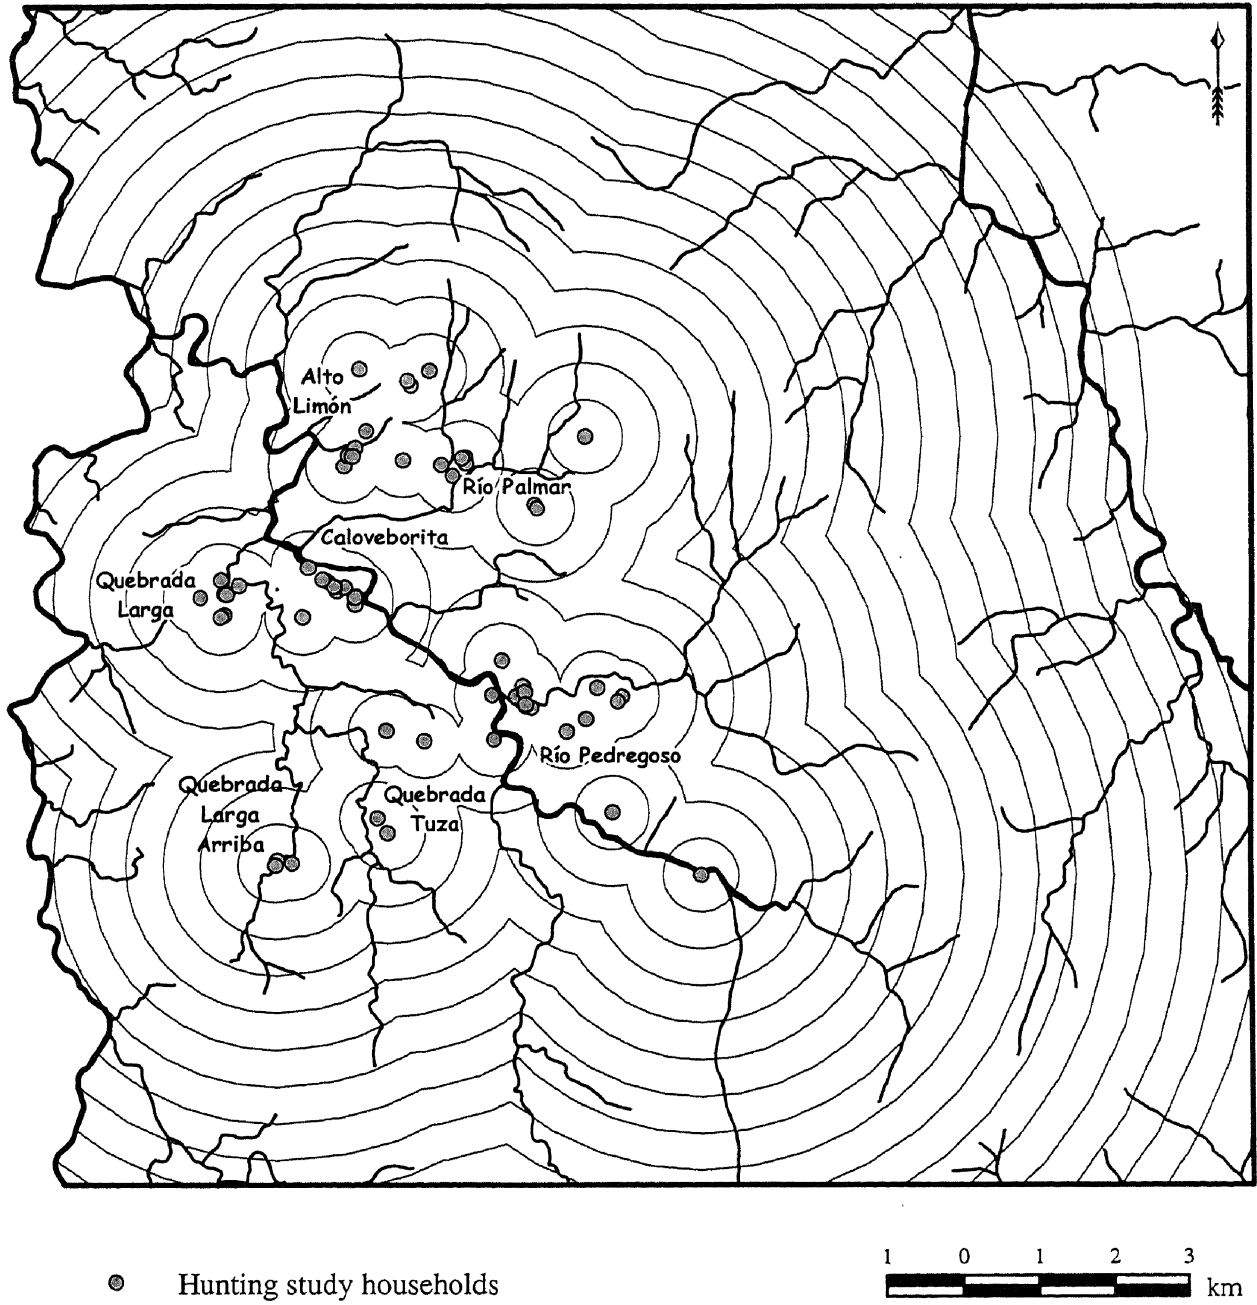 Alto
Limón
Río Palmar
Caloveborita
Quebrada
Larga
Río Pedregoso
Quebrada
Larga
Arriba
Quebrada
Tuza
Hunting study households
1 0 1 2 3
km